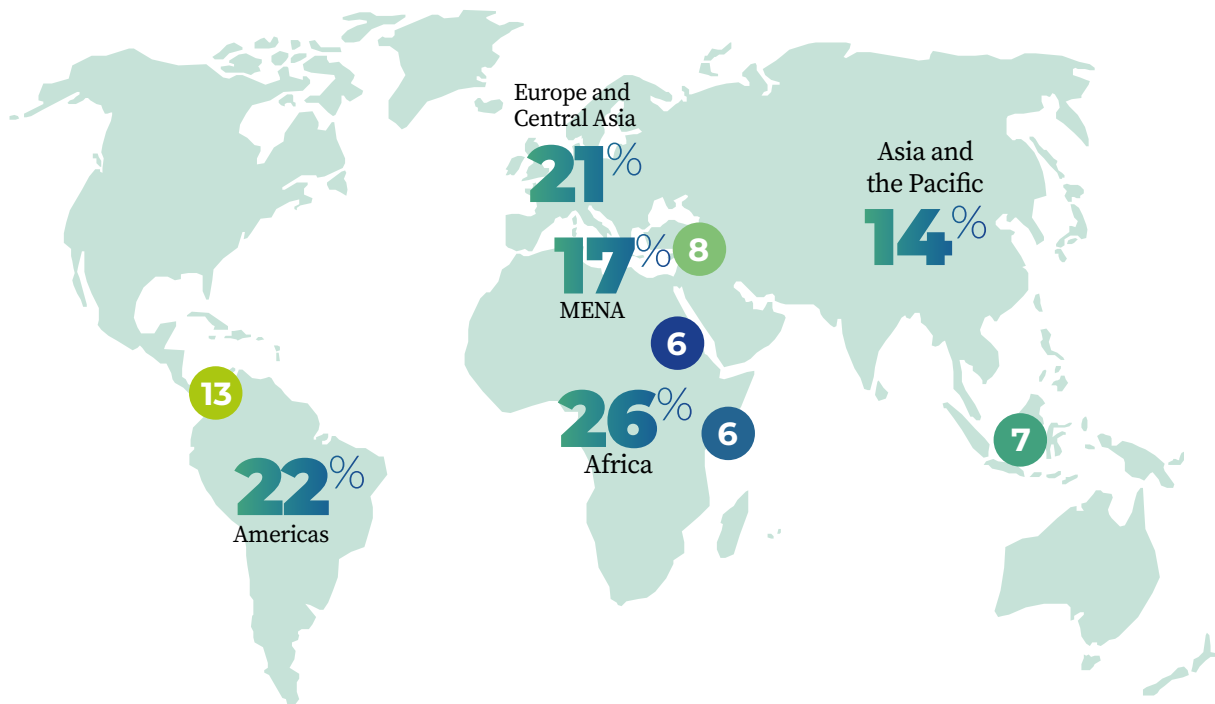 Europe and
Central Asia
21%
Asia and
the Pacific
14%
17%
MENA
8
6
13
26%
Africa
6
7
22%
Americas